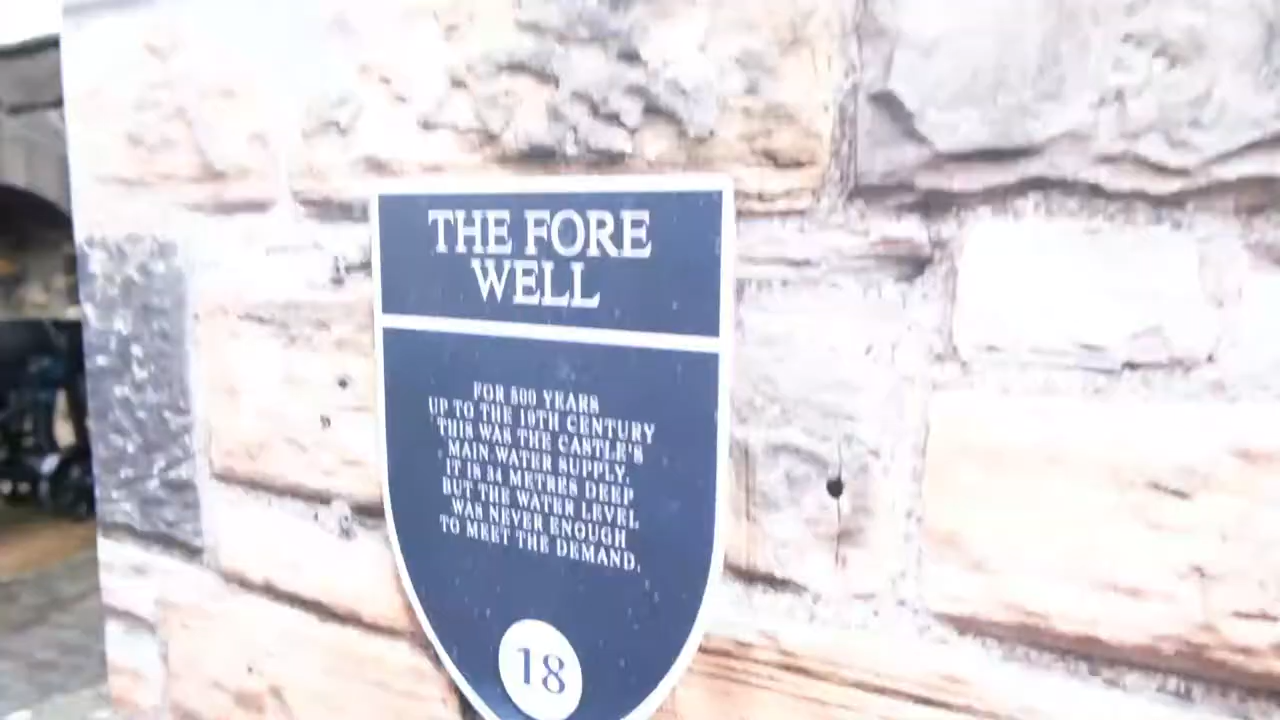 THE FORE
WELL
FOR 500 YEARS
UP TO THE 19TH CENTURY
THIS WAS THE CASTLE'S
MAIN WATER SUPPLY.
IT IS 34 METRES DEEP
BUT THE WATER LEVEL
WAS NEVER ENOUGH
TO MEET THE DEMAND.
18